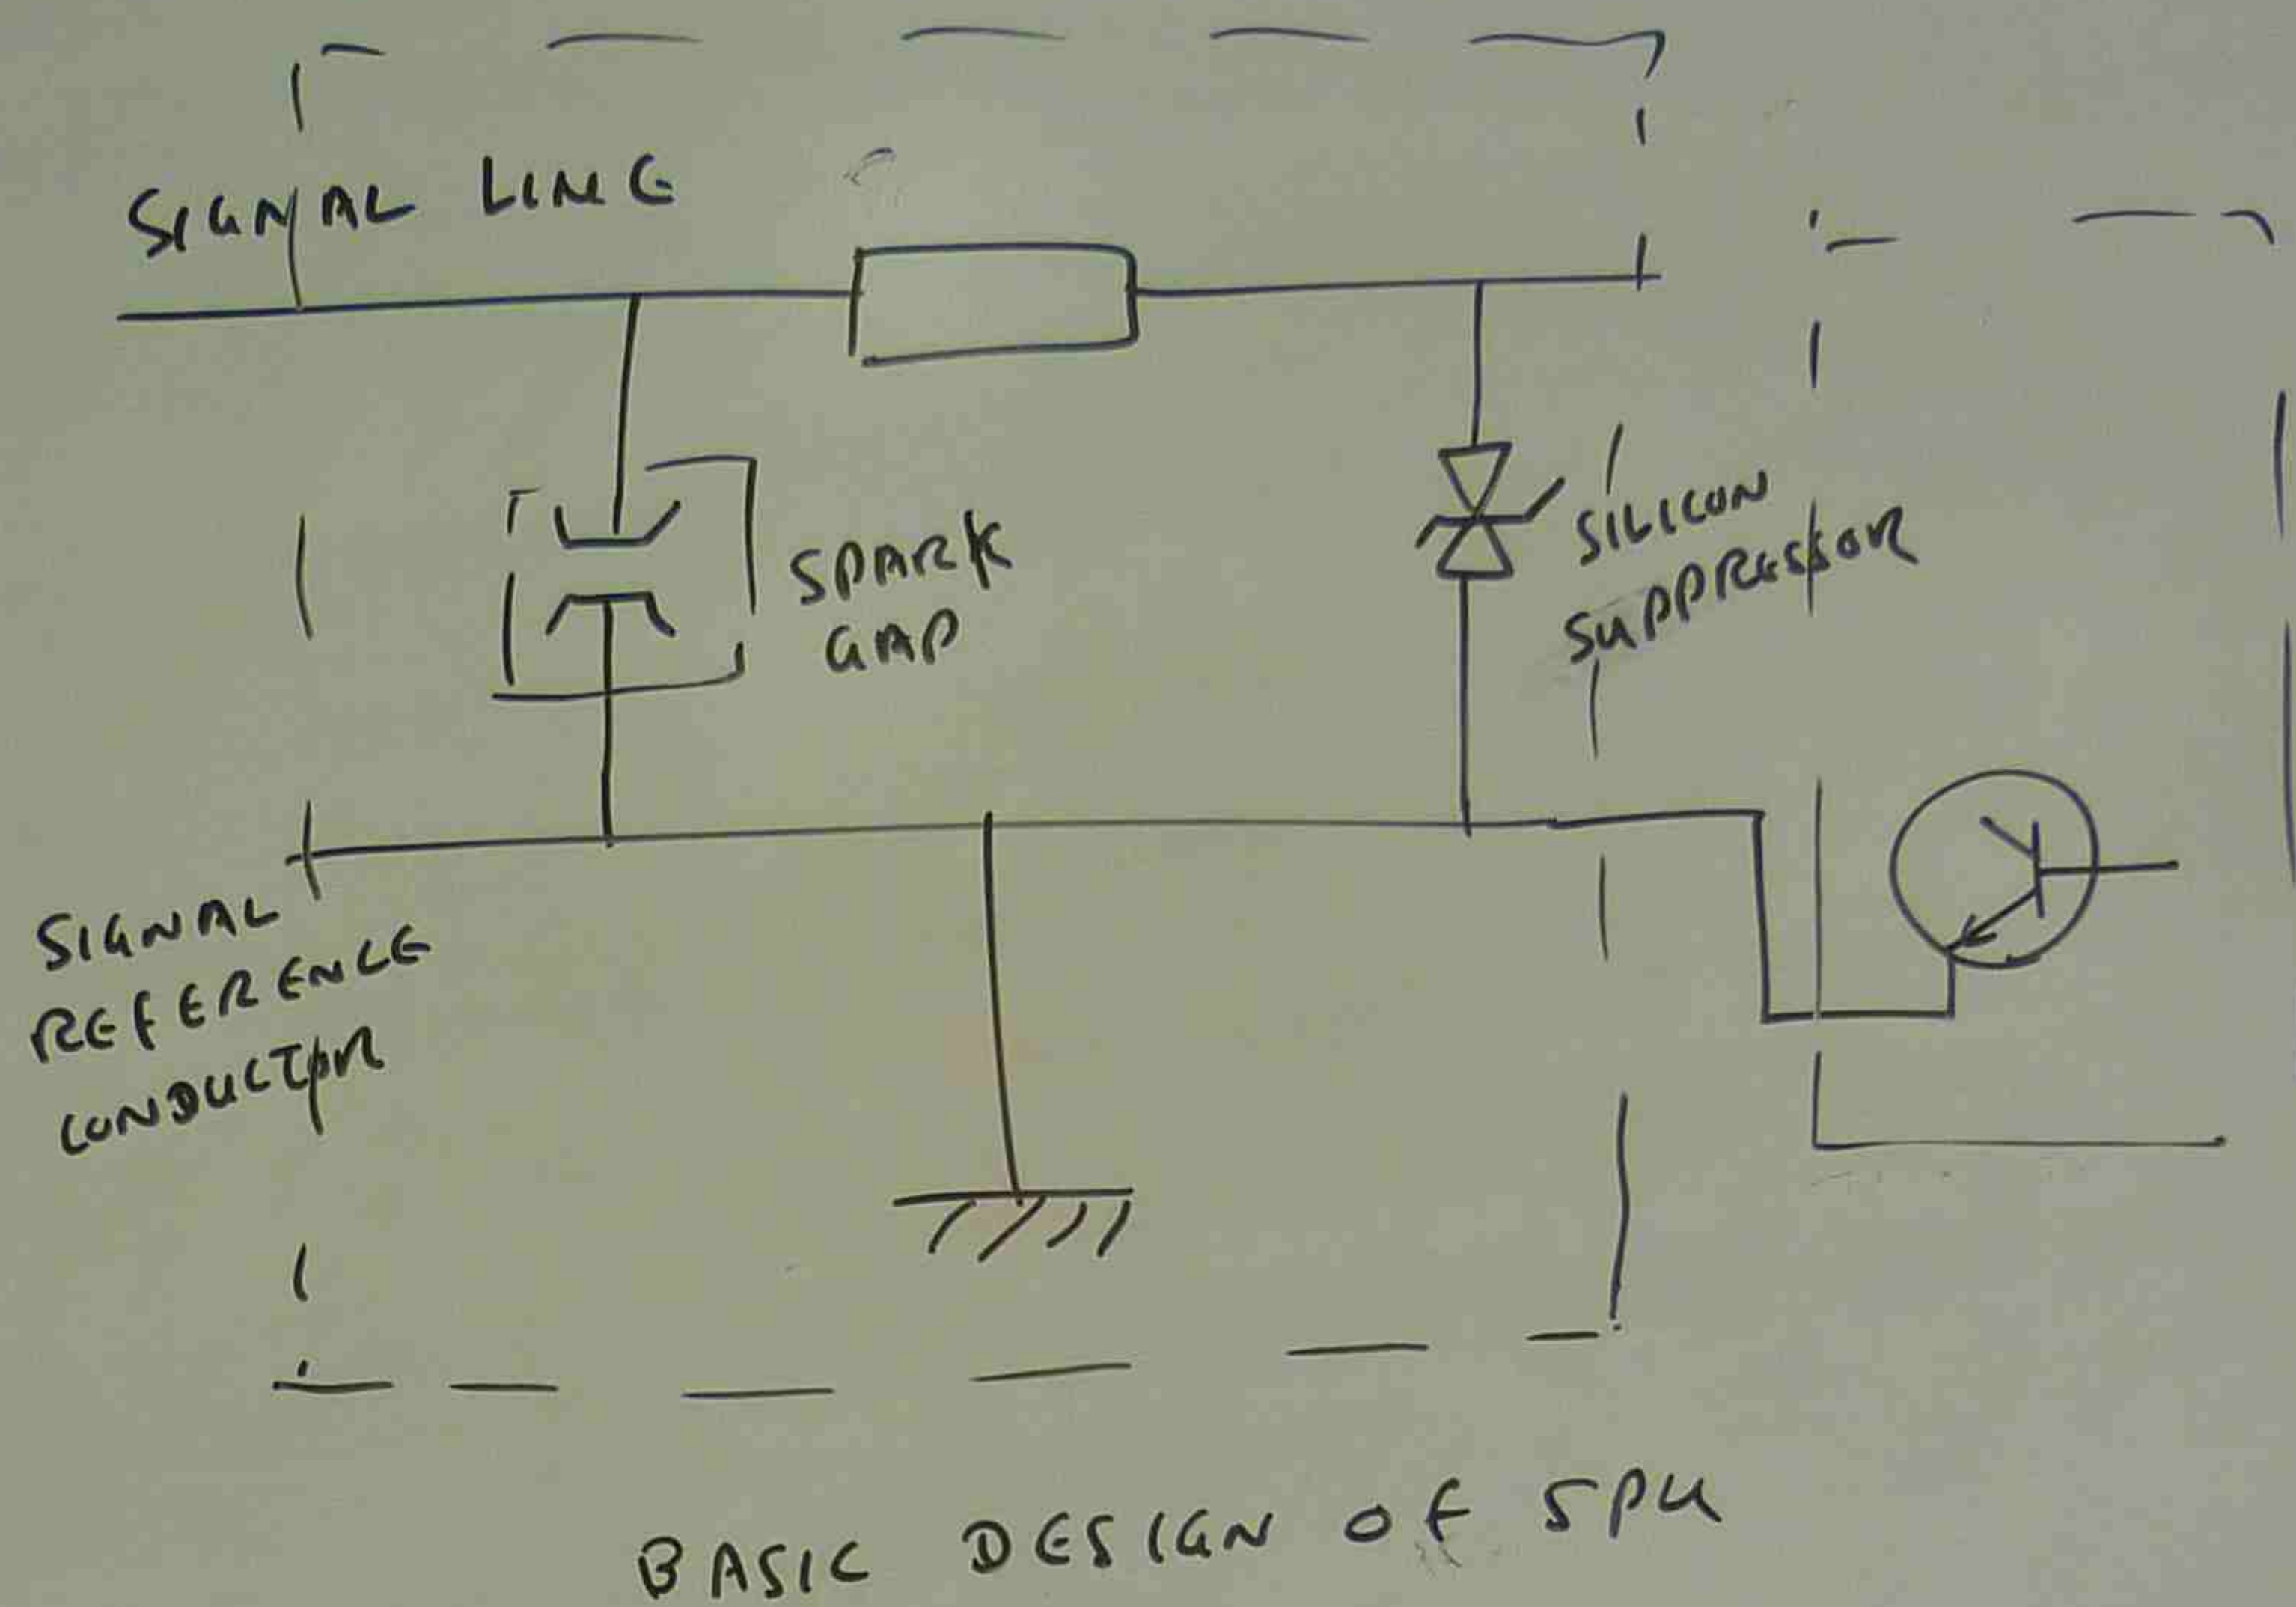 SIGNAL LINE
SPARK
GAP
SILICON
SUPPRESSOR
SIGNAL
REFERENCE
CONDUCTOR
BASIC DESIGN OF SPU